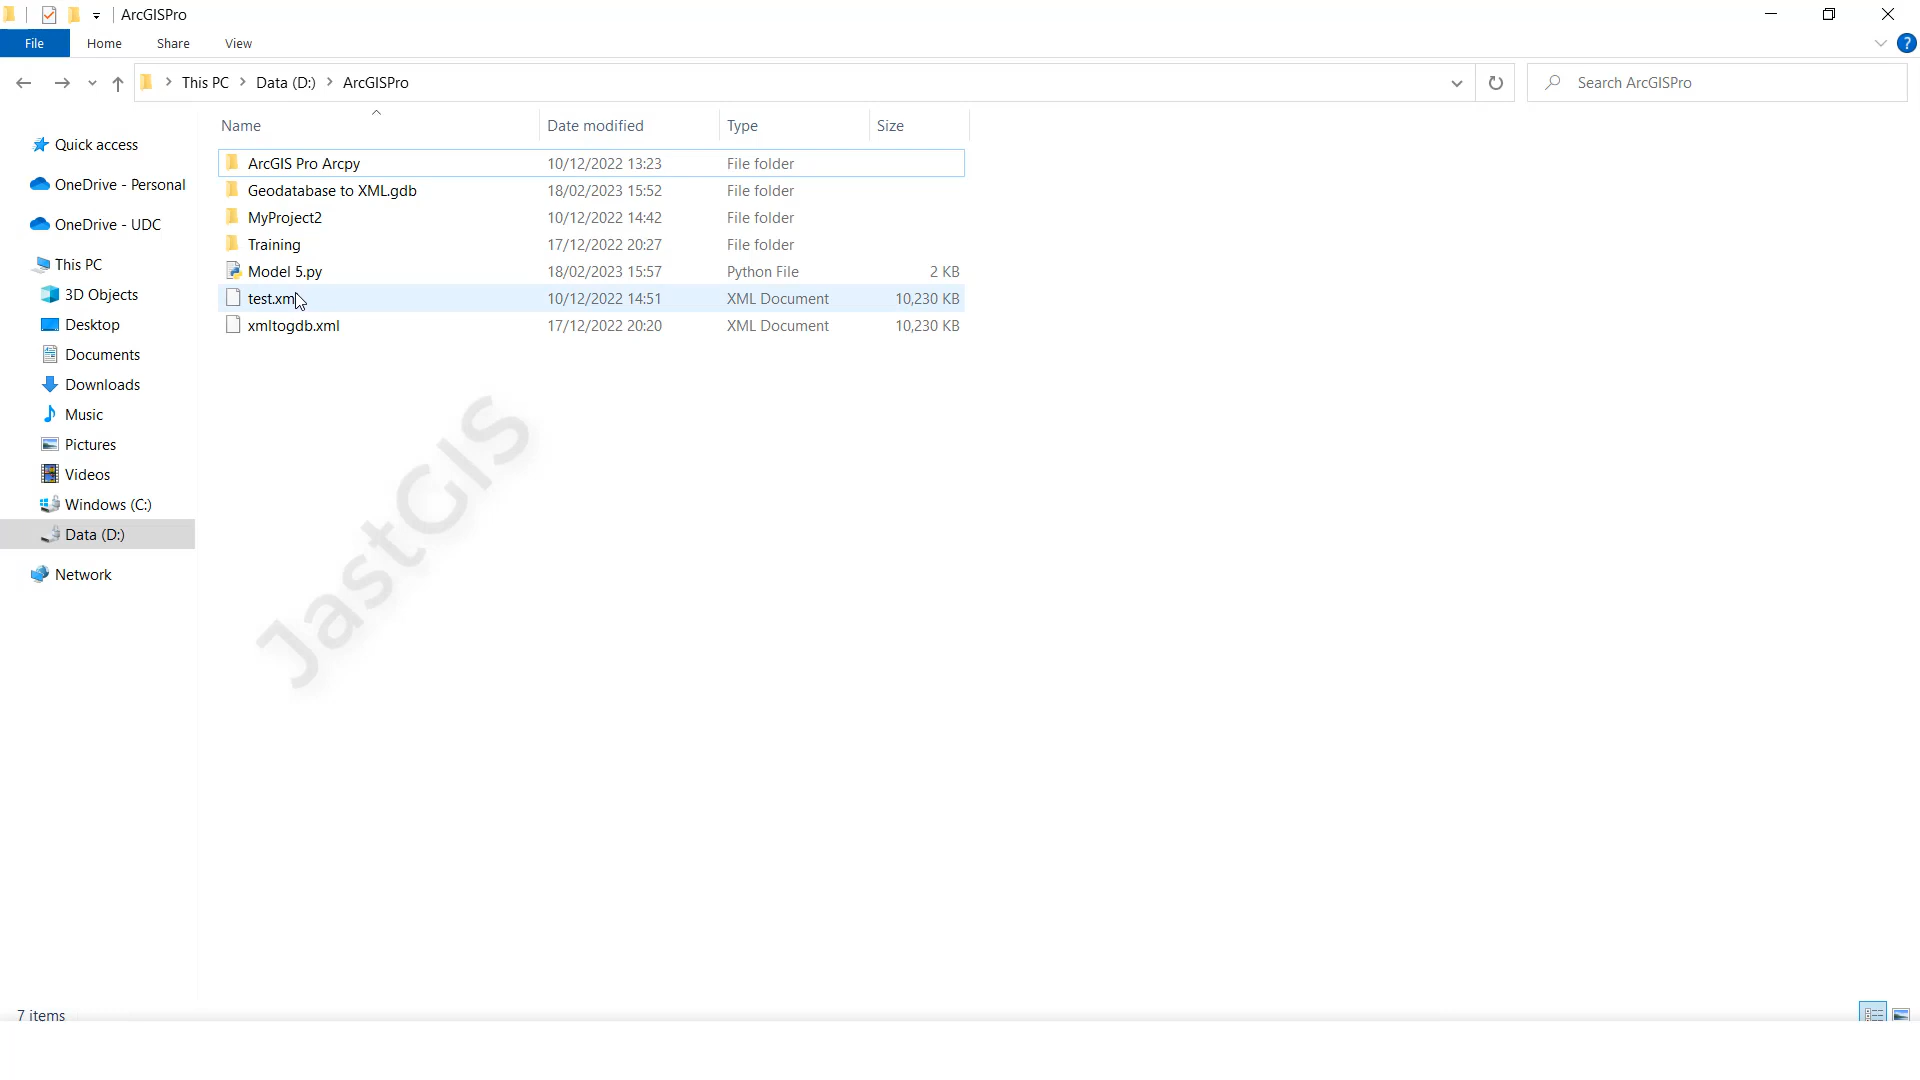 ArcGISPro
File Home Share View
This PC Data (D:) ArcGISPro Search ArcGISPro
Name Date modified Type Size
Quick access
OneDrive - Personal
OneDrive - UDC
This PC
3D Objects
Desktop
Documents
Downloads
Music
Pictures
Videos
Windows (C:)
Data (D:)
Network
ArcGIS Pro Arcpy 10/12/2022 13:23 File folder
Geodatabase to XML.gdb 18/02/2023 15:52 File folder
MyProject2 10/12/2022 14:42 File folder
Training 17/12/2022 20:27 File folder
Model 5.py 18/02/2023 15:57 Python File 2 KB
test.xml 10/12/2022 14:51 XML Document 10,230 KB
xmltogdb.xml 17/12/2022 20:20 XML Document 10,230 KB
JastGIS
7 items